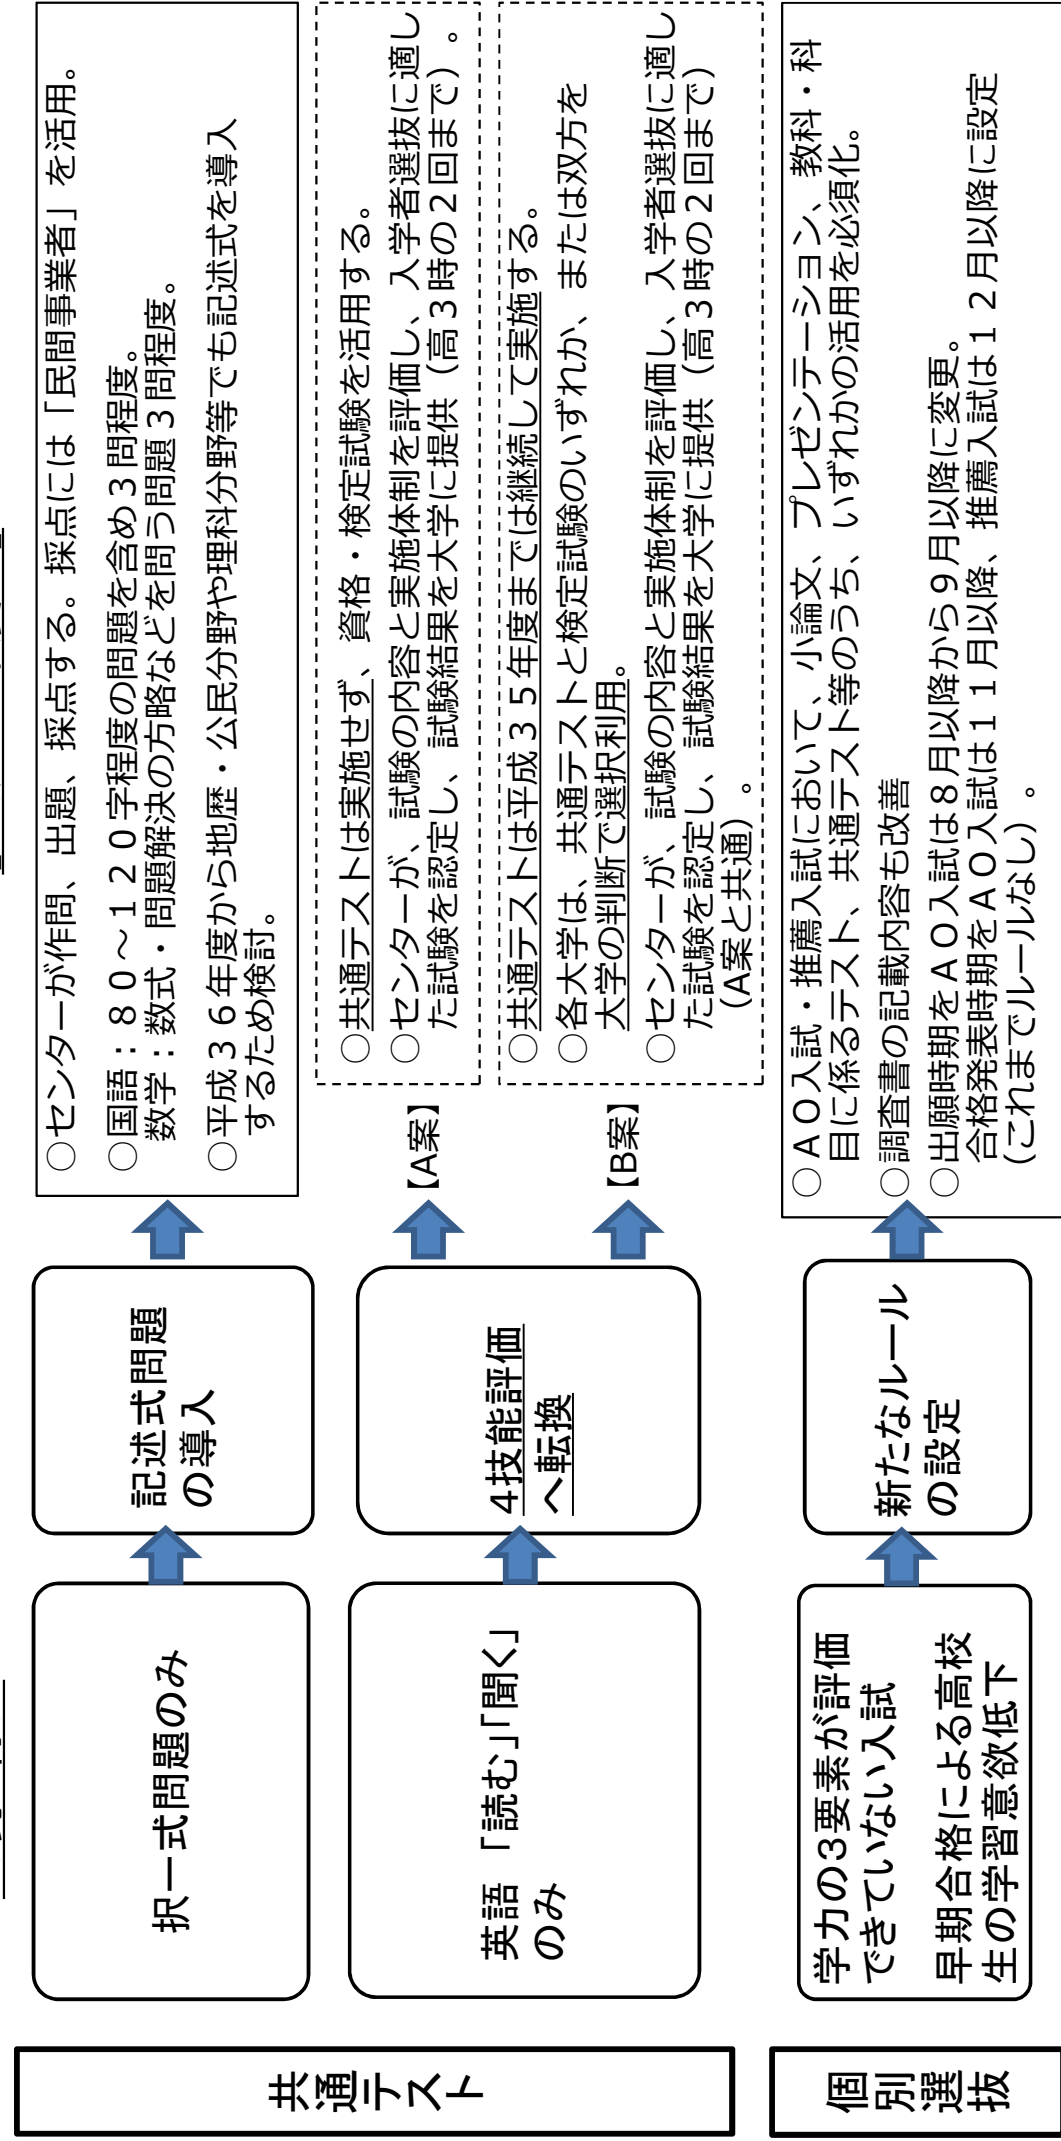 共通テスト
択一式問題のみ
記述式問題
の導入
○センターが作問、出題、採点する。採点には「民間事業者」を活用。
○国語：８０～１２０字程度の問題を含め３問程度。
数学：数式・問題解決の方略などを問う問題３問程度。
○平成３６年度から地歴・公民分野や理科分野等でも記述式を導入
するため検討。
英語　「読む」「聞く」
のみ
４技能評価
へ転換
【A案】
○共通テストは実施せず、資格・検定試験を活用する。
○センターが、試験の内容と実施体制を評価し、入学者選抜に適し
た試験を認定し、試験結果を大学に提供（高３時の２回まで）。
【B案】
○共通テストは平成３５年度までは継続して実施する。
○各大学は、共通テストと検定試験のいずれか、または双方を
大学の判断で選択利用。
○センターが、試験の内容と実施体制を評価し、入学者選抜に適し
た試験を認定し、試験結果を大学に提供（高３時の２回まで）
（A案と共通）。
個別選抜
学力の3要素が評価
できていない入試
早期合格による高校
生の学習意欲低下
新たなルール
の設定
○ＡＯ入試・推薦入試において、小論文、プレゼンテーション、教科・科
目に係るテスト、共通テスト等のうち、いずれかの活用を必須化。
○調査書の記載内容も改善
○出願時期をＡＯ入試は８月以降から９月以降に変更。
合格発表時期をＡＯ入試は１１月以降、推薦入試は１２月以降に設定
（これまでルールなし）。